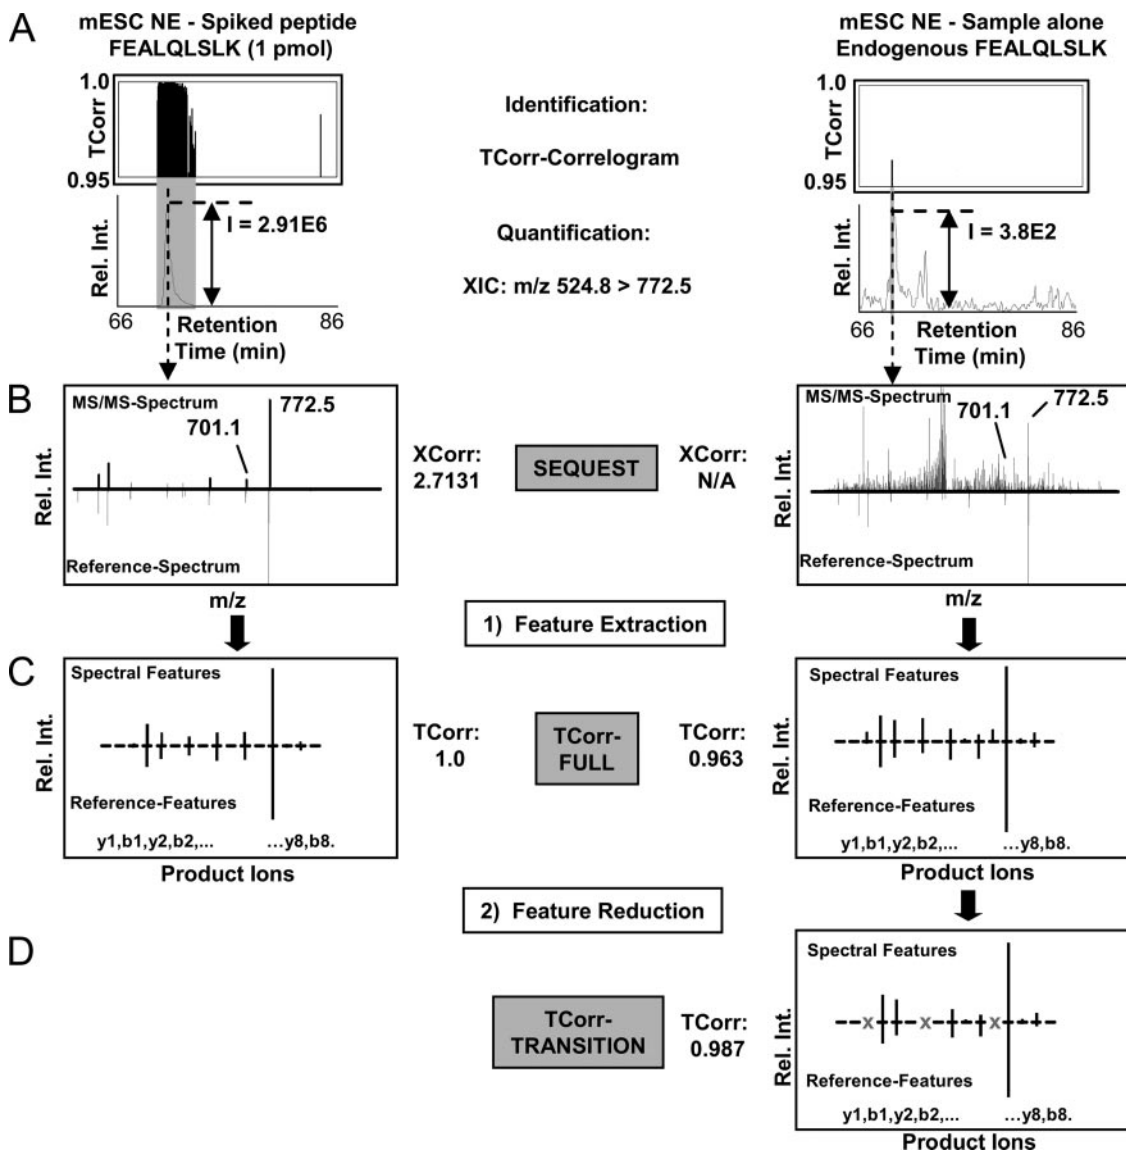 A
mESC NE - Spiked peptide
FEALQLSLK (1 pmol)
1.0
TCorr
0.95
Rel. Int.
I = 2.91E6
66
86
Retention
Time (min)
Identification:
TCorr-Correlogram
Quantification:
XIC: m/z 524.8 > 772.5
mESC NE - Sample alone
Endogenous FEALQLSLK
1.0
TCorr
0.95
Rel. Int.
I = 3.8E2
66
86
Retention
Time (min)
B
MS/MS-Spectrum
772.5
701.1
Rel. Int.
Reference-Spectrum
m/z
XCorr:
2.7131
SEQUEST
XCorr:
N/A
MS/MS-Spectrum
772.5
701.1
Rel. Int.
Reference-Spectrum
m/z
1) Feature Extraction
C
Spectral Features
Rel. Int.
Reference-Features
y1,b1,y2,b2,...
...y8,b8.
Product Ions
TCorr:
1.0
TCorr-
FULL
TCorr:
0.963
Spectral Features
Rel. Int.
Reference-Features
y1,b1,y2,b2,...
...y8,b8.
Product Ions
2) Feature Reduction
D
TCorr-
TRANSITION
TCorr:
0.987
Spectral Features
Rel. Int.
x
x
x
Reference-Features
y1,b1,y2,b2,...
...y8,b8.
Product Ions